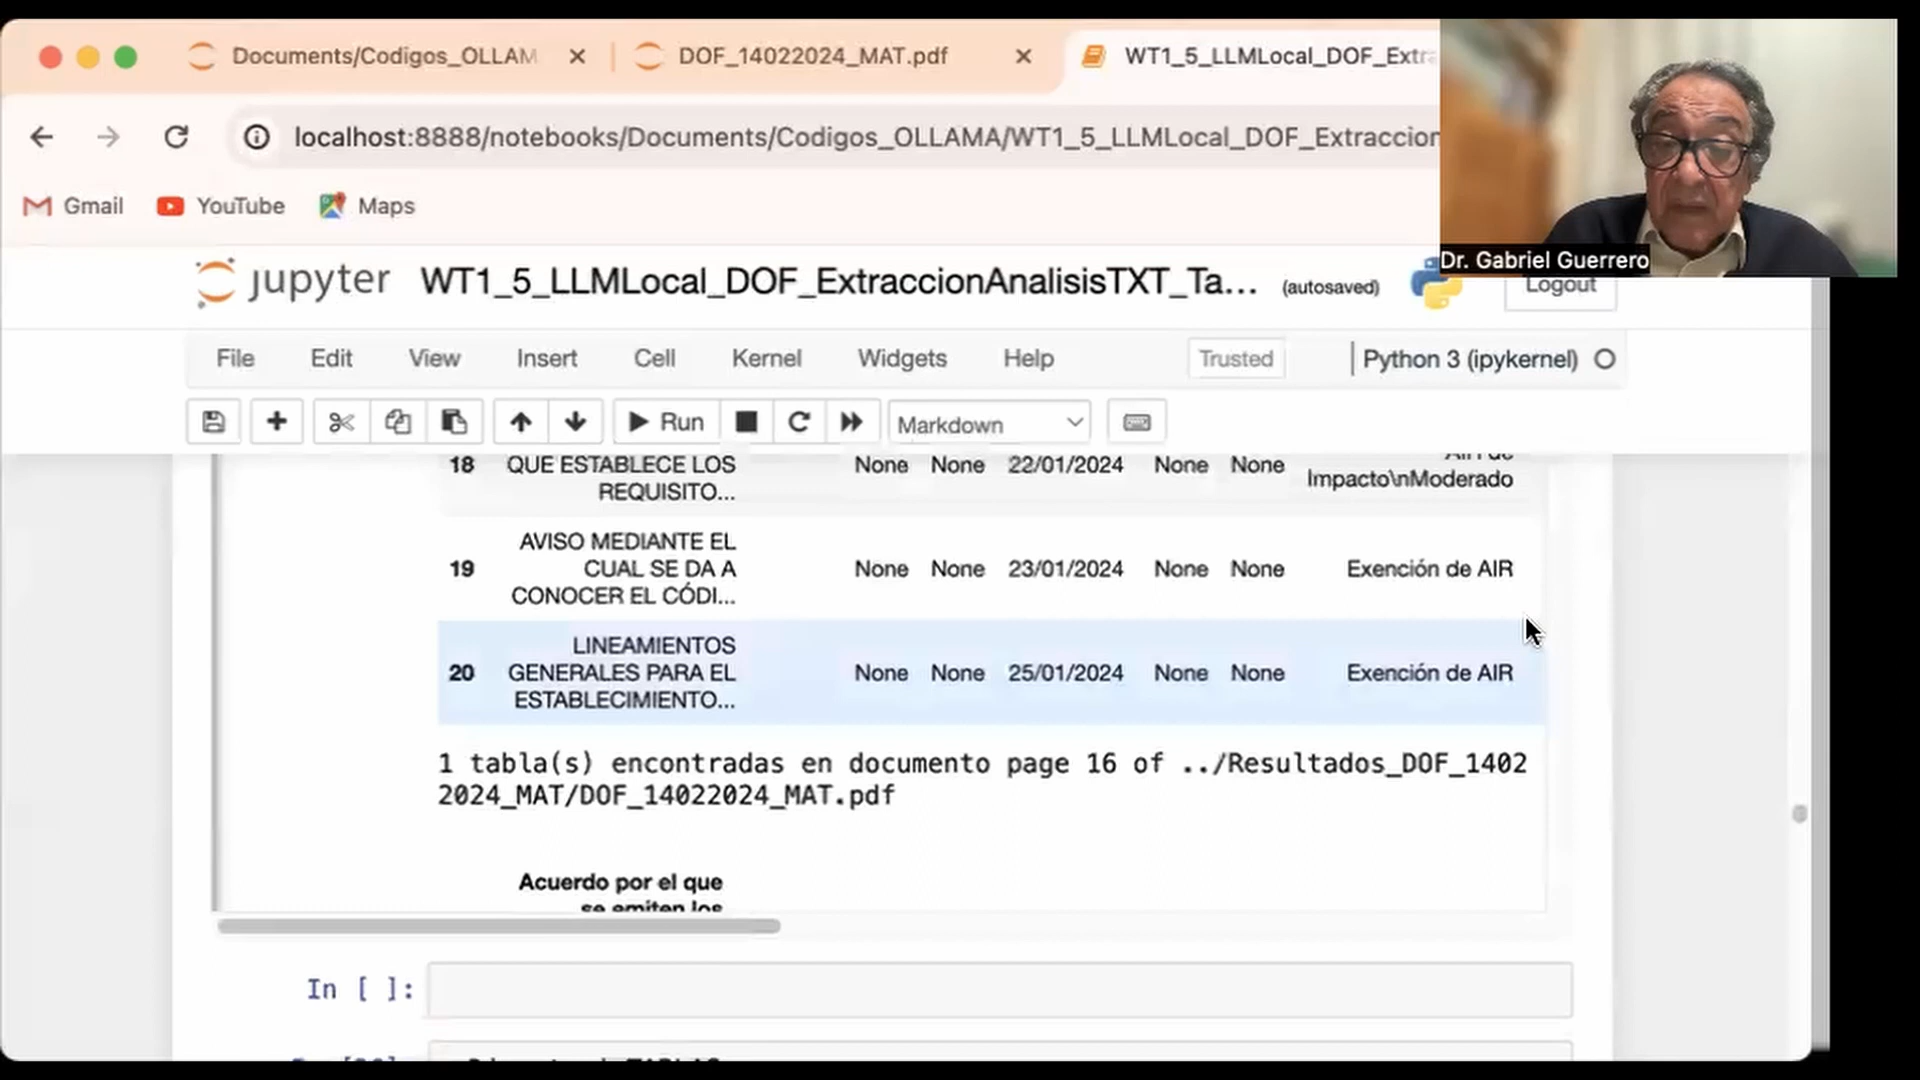 Documents/Codigos_OLLAM
DOF_14022024_MAT.pdf
WT1_5_LLMLocal_DOF_Extra
localhost:8888/notebooks/Documents/Codigos_OLLAMA/WT1_5_LLMLocal_DOF_Extraccion
Gmail YouTube Maps
Dr. Gabriel Guerrero
jupyter WT1_5_LLMLocal_DOF_ExtraccionAnalisisTXT_Ta... (autosaved)
Logout
File Edit View Insert Cell Kernel Widgets Help Trusted Python 3 (ipykernel)
Run Markdown
AIR de
18 QUE ESTABLECE LOS None None 22/01/2024 None None
Impacto\nModerado
REQUISITO...
AVISO MEDIANTE EL
19 CUAL SE DA A None None 23/01/2024 None None Exención de AIR
CONOCER EL CÓDI...
LINEAMIENTOS
20 GENERALES PARA EL None None 25/01/2024 None None Exención de AIR
ESTABLECIMIENTO...
1 tabla(s) encontradas en documento page 16 of ../Resultados_DOF_1402
2024_MAT/DOF_14022024_MAT.pdf
Acuerdo por el que
se emiten los
In [ ]: